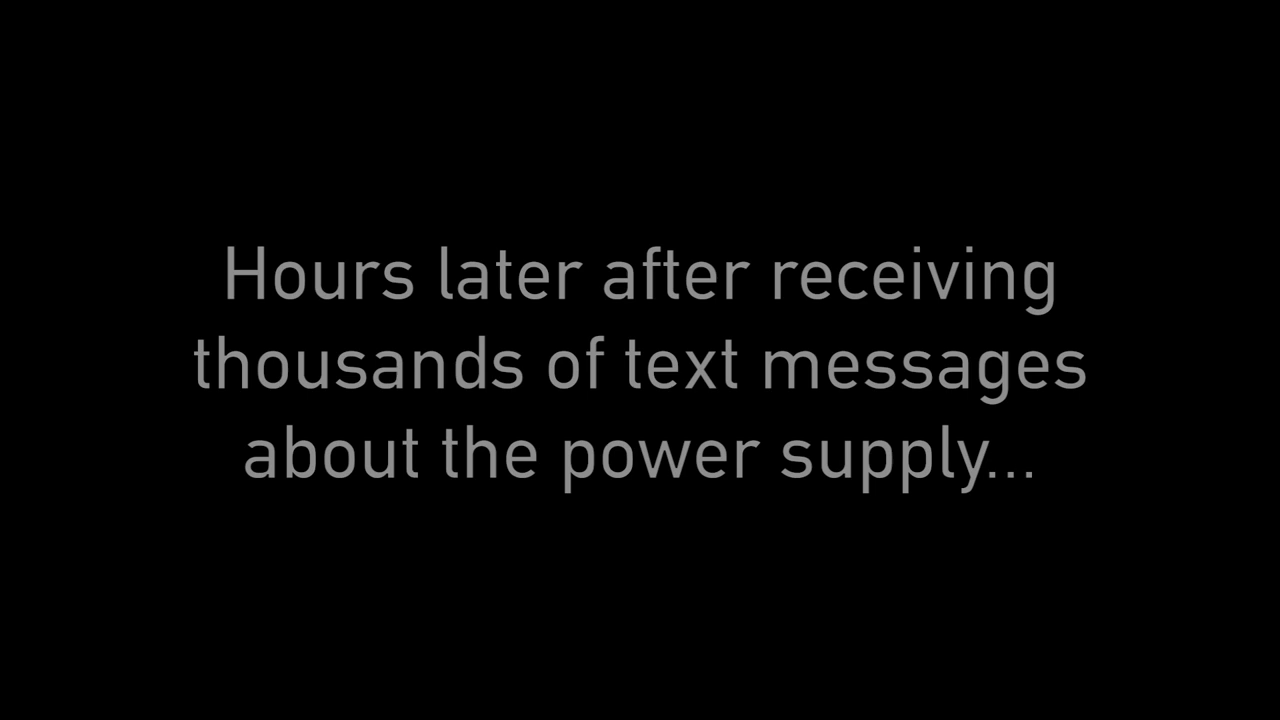 Hours later after receiving
thousands of text messages
about the power supply...